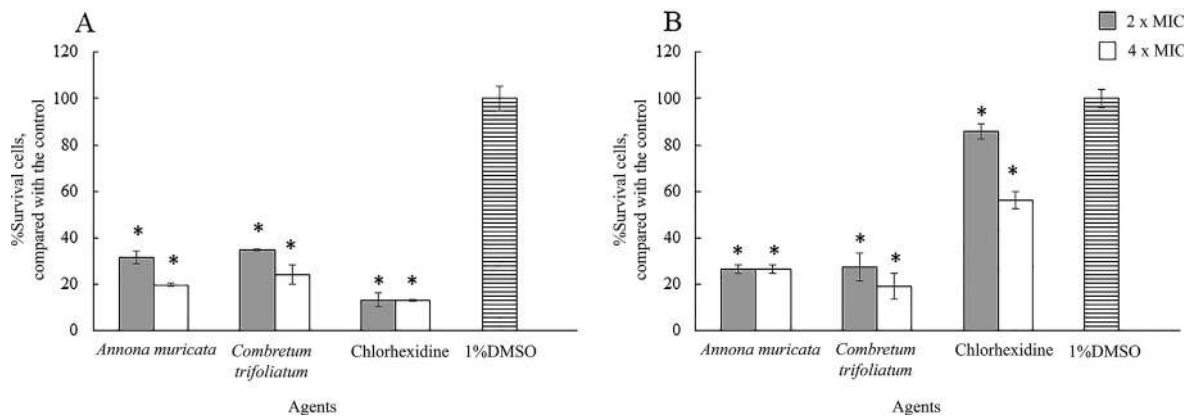 A
%Survival cells,
compared with the control
120
100
80
60
40
20
0
* * * * * *
Annona muricata Combretum trifoliatum Chlorhexidine 1%DMSO
Agents
B
2 x MIC
4 x MIC
%Survival cells,
compared with the control
120
100
80
60
40
20
0
* * * * * *
Annona muricata Combretum trifoliatum Chlorhexidine 1%DMSO
Agents